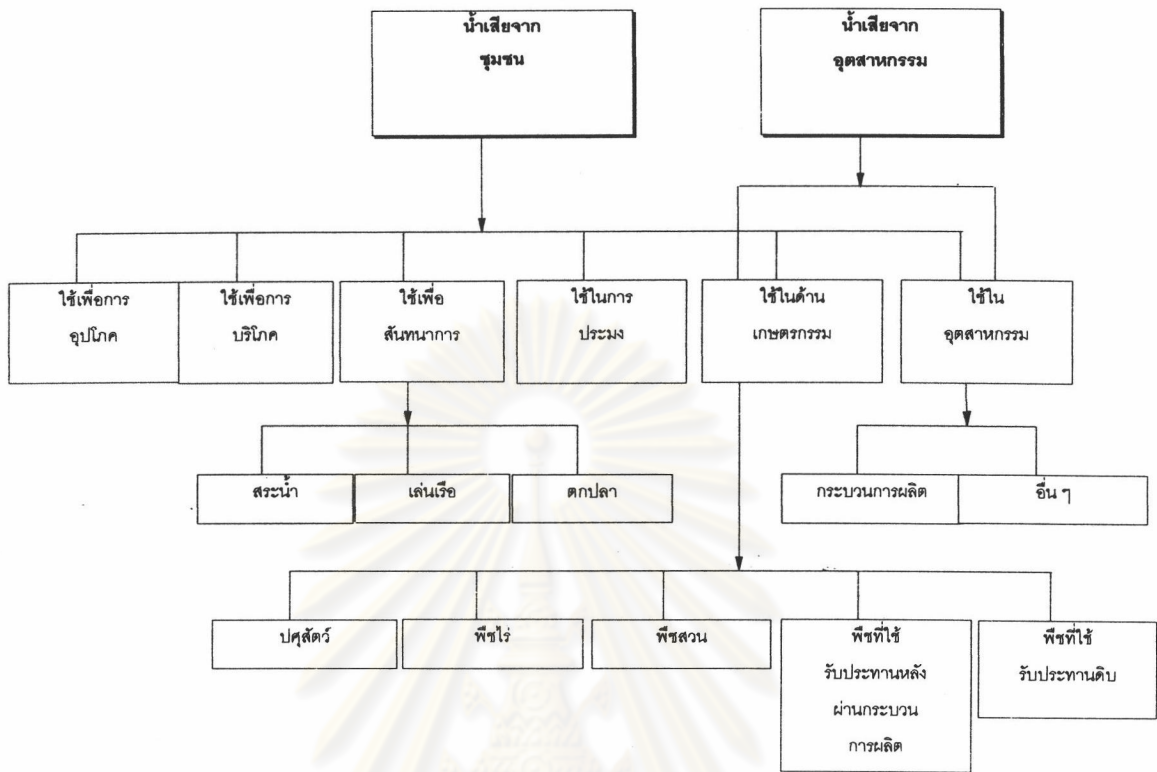 น้ำเสียจาก
ชุมชน
น้ำเสียจาก
อุตสาหกรรม
ใช้เพื่อการ
อุปโภค
ใช้เพื่อการ
บริโภค
ใช้เพื่อ
สันทนาการ
ใช้ในการ
ประมง
ใช้ในด้าน
เกษตรกรรม
ใช้ใน
อุตสาหกรรม
สระน้ำ
เล่นเรือ
ตกปลา
กระบวนการผลิต
อื่น ๆ
ปศุสัตว์
พืชไร่
พืชสวน
พืชที่ใช้
รับประทานหลัง
ผ่านกระบวน
การผลิต
พืชที่ใช้
รับประทานดิบ